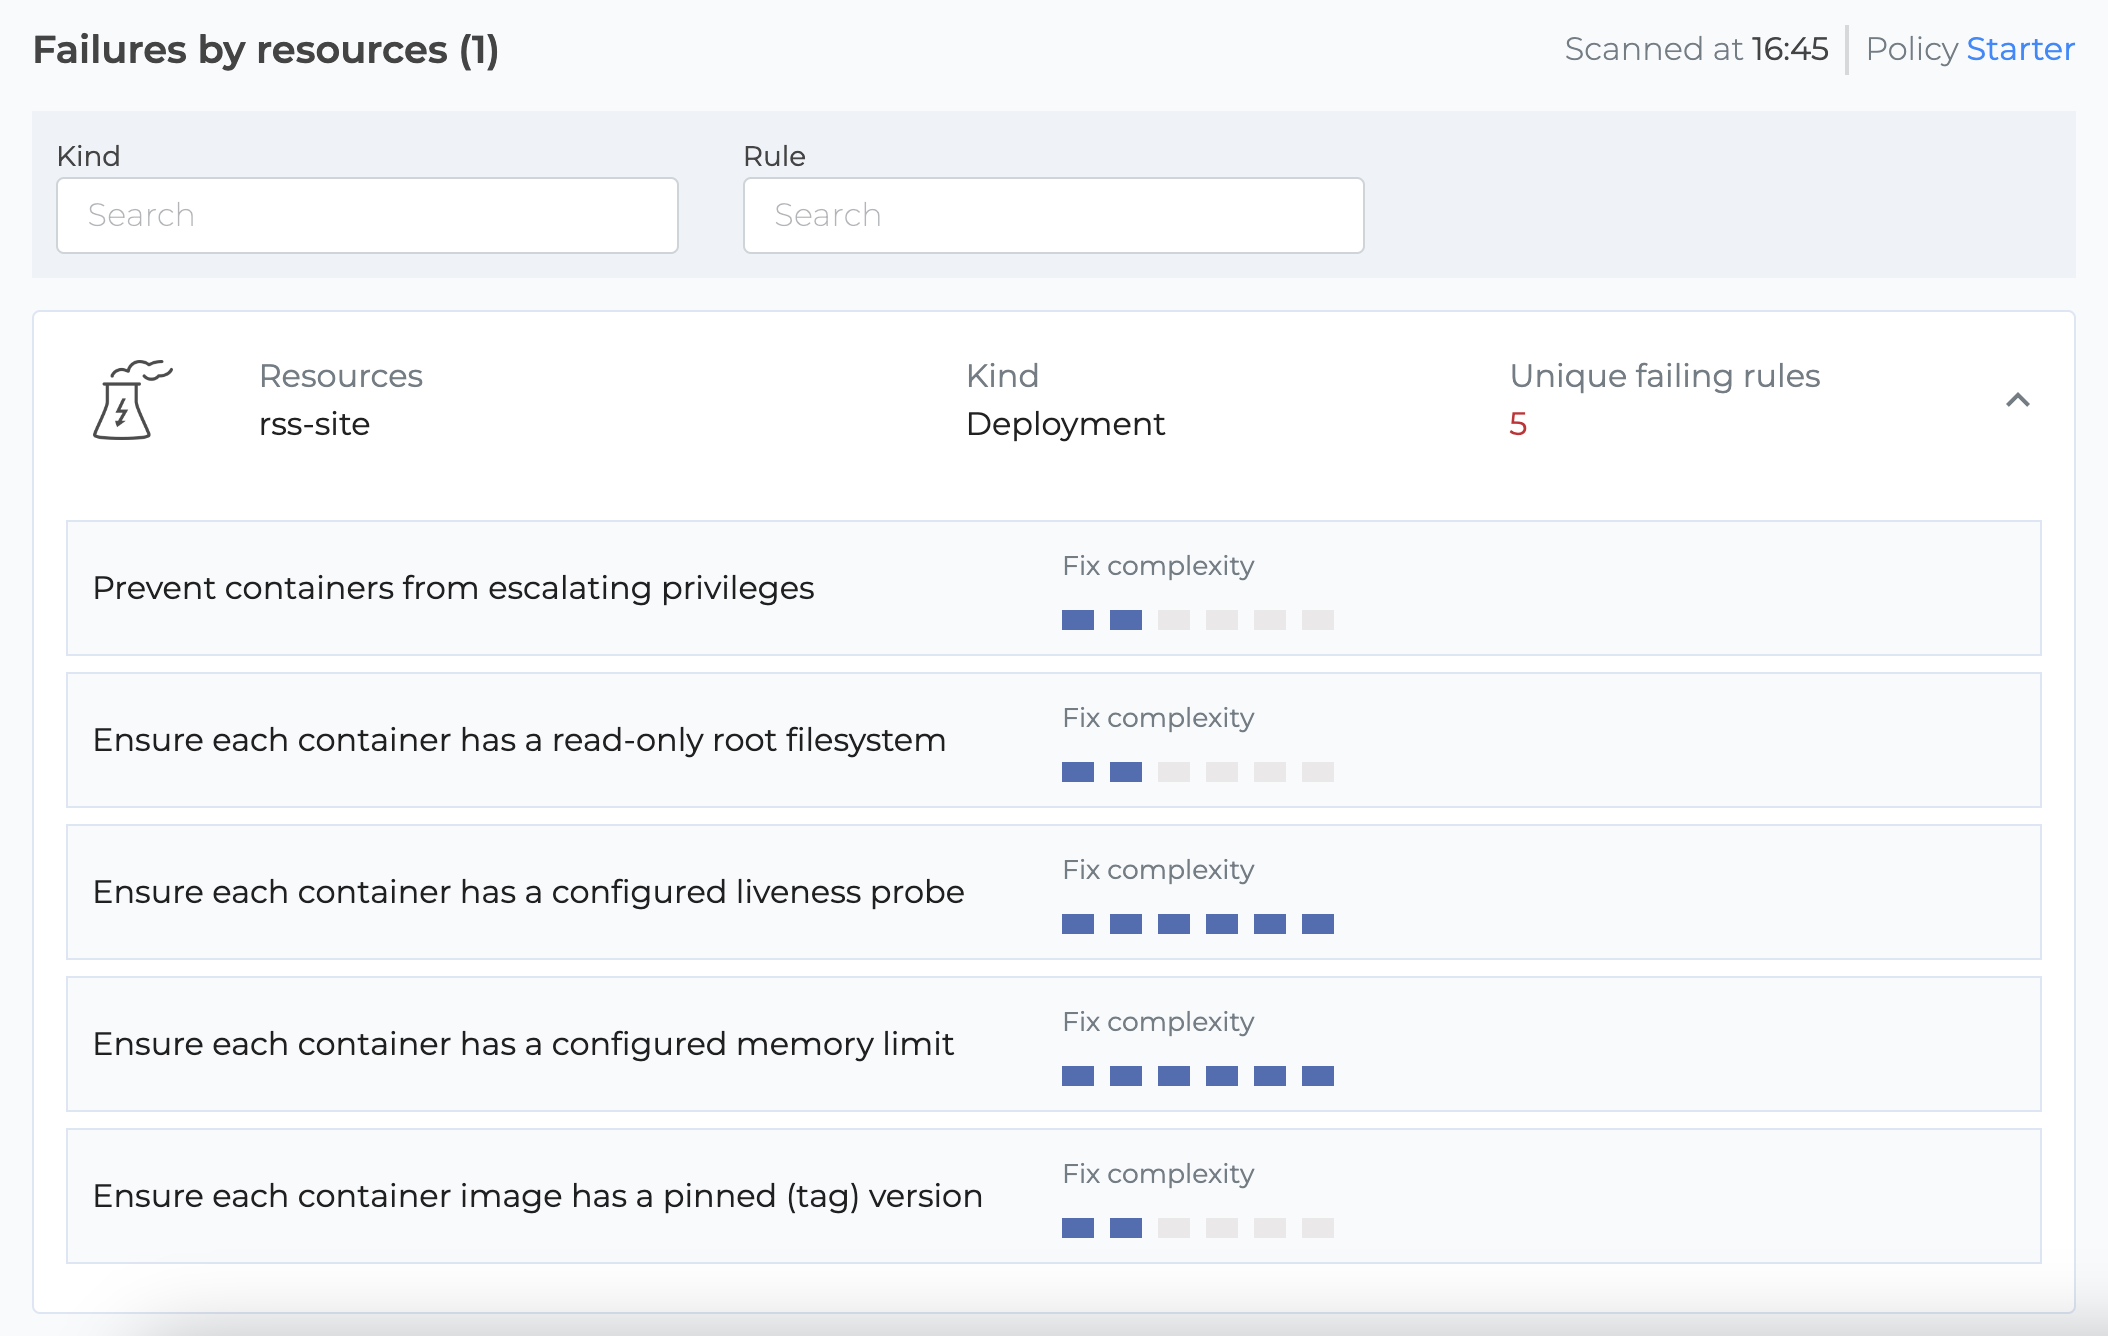 Failures by resources (1)
Scanned at 16:45
Policy Starter
Kind
Rule
Search
Search
Resources
Kind
Unique failing rules
rss-site
Deployment
5
Fix complexity
Prevent containers from escalating privileges
Fix complexity
Ensure each container has a read-only root filesystem
Fix complexity
Ensure each container has a configured liveness probe
Fix complexity
Ensure each container has a configured memory limit
Fix complexity
Ensure each container image has a pinned (tag) version